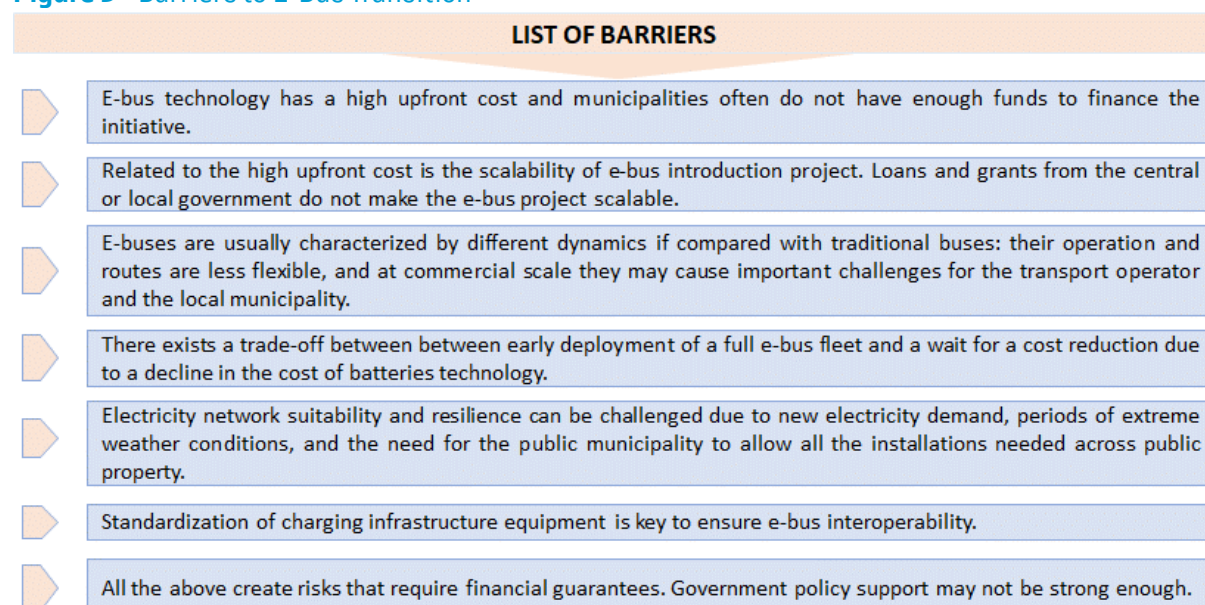 LIST OF BARRIERS
E-bus technology has a high upfront cost and municipalities often do not have enough funds to finance the
initiative.
Related to the high upfront cost is the scalability of e-bus introduction project. Loans and grants from the central
or local government do not make the e-bus project scalable.
E-buses are usually characterized by different dynamics if compared with traditional buses: their operation and
routes are less flexible, and at commercial scale they may cause important challenges for the transport operator
and the local municipality.
There exists a trade-off between between early deployment of a full e-bus fleet and a wait for a cost reduction due
to a decline in the cost of batteries technology.
Electricity network suitability and resilience can be challenged due to new electricity demand, periods of extreme
weather conditions, and the need for the public municipality to allow all the installations needed across public
property.
Standardization of charging infrastructure equipment is key to ensure e-bus interoperability.
All the above create risks that require financial guarantees. Government policy support may not be strong enough.